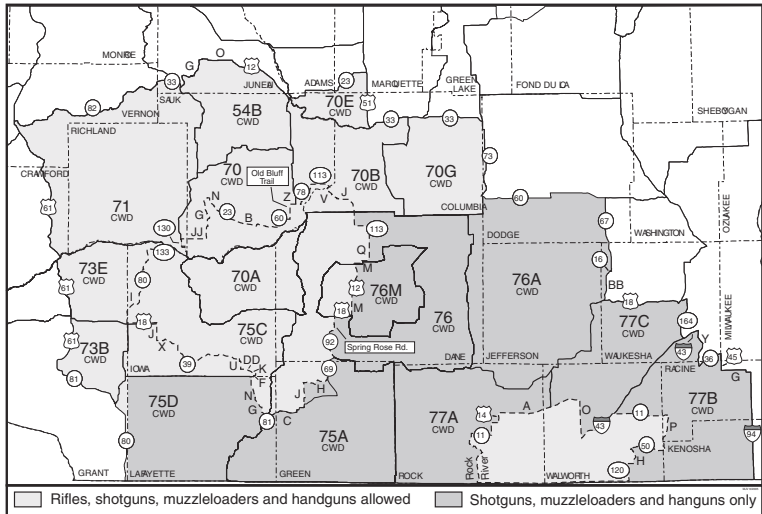 MONROE
G
O
12
33
JUNEAU
ADAMS
23
MARQUETTE
GREEN
LAKE
FOND DU LAC
SHEBOYGAN
82
VERNON
SAUK
54B
CWD
70E
CWD
51
33
33
RICHLAND
CRAWFORD
73
70
CWD
Old Bluff
Trail
113
78
Z
V
J
70B
CWD
70G
CWD
COLUMBIA
60
61
71
CWD
N
G
23
B
60
JJ
130
133
113
Q
M
DODGE
67
WASHINGTON
OZAUKEE
16
73E
CWD
61
80
I
70A
CWD
12
M
18
76M
CWD
76
CWD
76A
CWD
BB
18
77C
CWD
164
MILWAUKEE
18
75C
CWD
92
Spring Rose Rd.
61
73B
CWD
81
J
X
I
39
IOWA
DD
U
K
F
69
DANE
JEFFERSON
WAUKESHA
43
Y
36
45
RACINE
G
75D
CWD
N
G
81
J
H
C
75A
CWD
77A
CWD
14
A
O
43
11
P
77B
CWD
11
50
H
120
KENOSHA
94
80
GRANT
LAFAYETTE
GREEN
ROCK
Rock
River
WALWORTH
Rifles, shotguns, muzzleloaders and handguns allowed
Shotguns, muzzleloaders and hanguns only